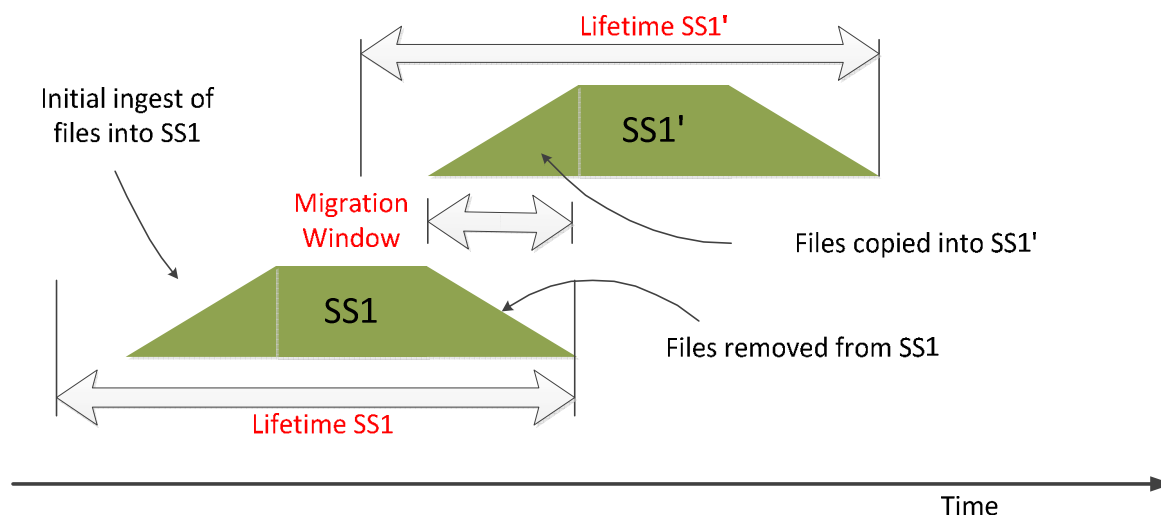 Lifetime SS1'
Initial ingest of
files into SS1
SS1'
Migration
Window
Files copied into SS1'
SS1
Files removed from SS1
Lifetime SS1
Time